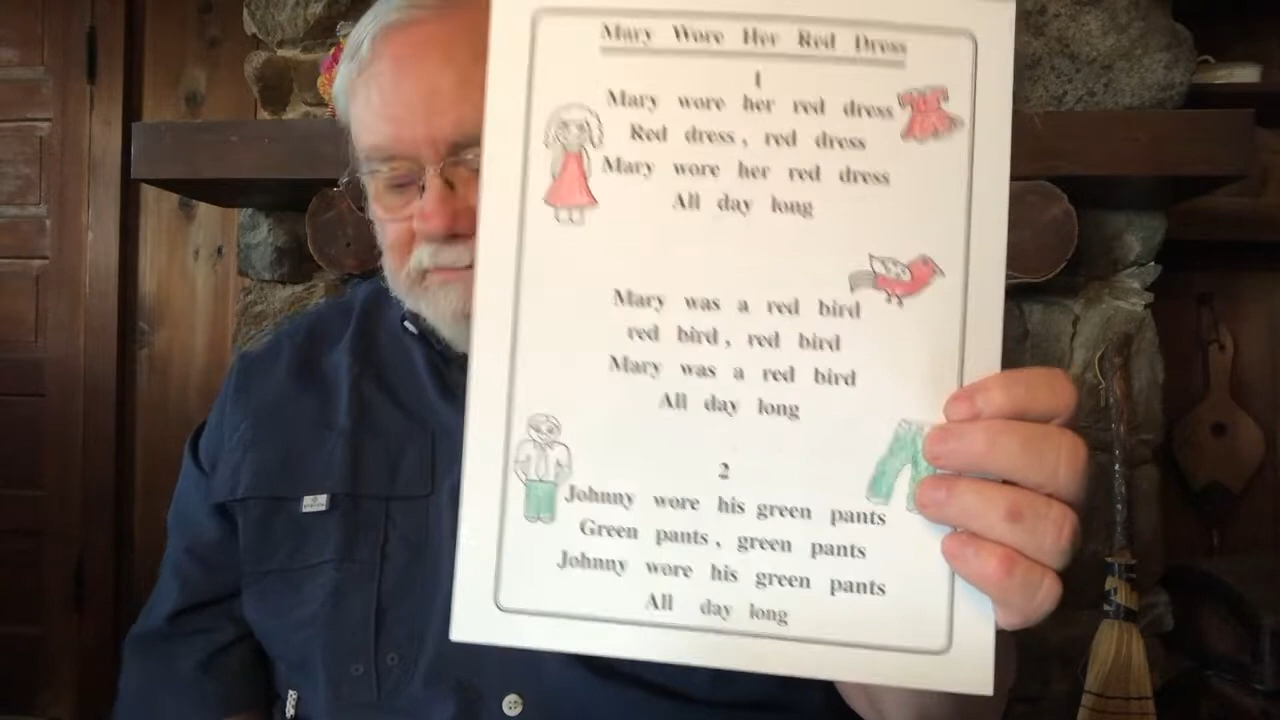 Mary Wore Her Red Dress
1
Mary wore her red dress
Red dress, red dress
Mary wore her red dress
All day long
Mary was a red bird
red bird, red bird
Mary was a red bird
All day long
2
Johnny wore his green pants
Green pants, green pants
Johnny wore his green pants
All day long